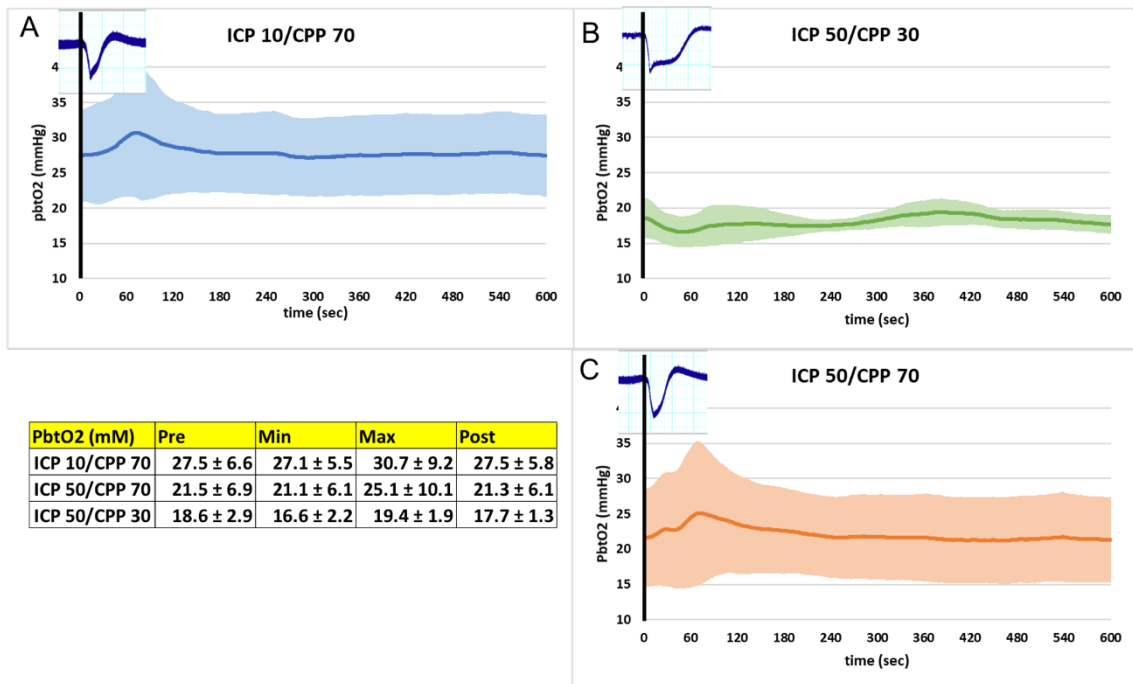 A
ICP 10/CPP 70
4
35
30
25
20
15
10
pbtO2 (mmHg)
0 60 120 180 240 300 360 420 480 540 600
time (sec)
B
ICP 50/CPP 30
4
35
30
25
20
15
10
PbtO2 (mmHg)
0 60 120 180 240 300 360 420 480 540 600
time (sec)
PbtO2 (mM) Pre Min Max Post
ICP 10/CPP 70 27.5 ± 6.6 27.1 ± 5.5 30.7 ± 9.2 27.5 ± 5.8
ICP 50/CPP 70 21.5 ± 6.9 21.1 ± 6.1 25.1 ± 10.1 21.3 ± 6.1
ICP 50/CPP 30 18.6 ± 2.9 16.6 ± 2.2 19.4 ± 1.9 17.7 ± 1.3
C
ICP 50/CPP 70
35
30
25
20
15
10
PbtO2 (mmHg)
0 60 120 180 240 300 360 420 480 540 600
time (sec)